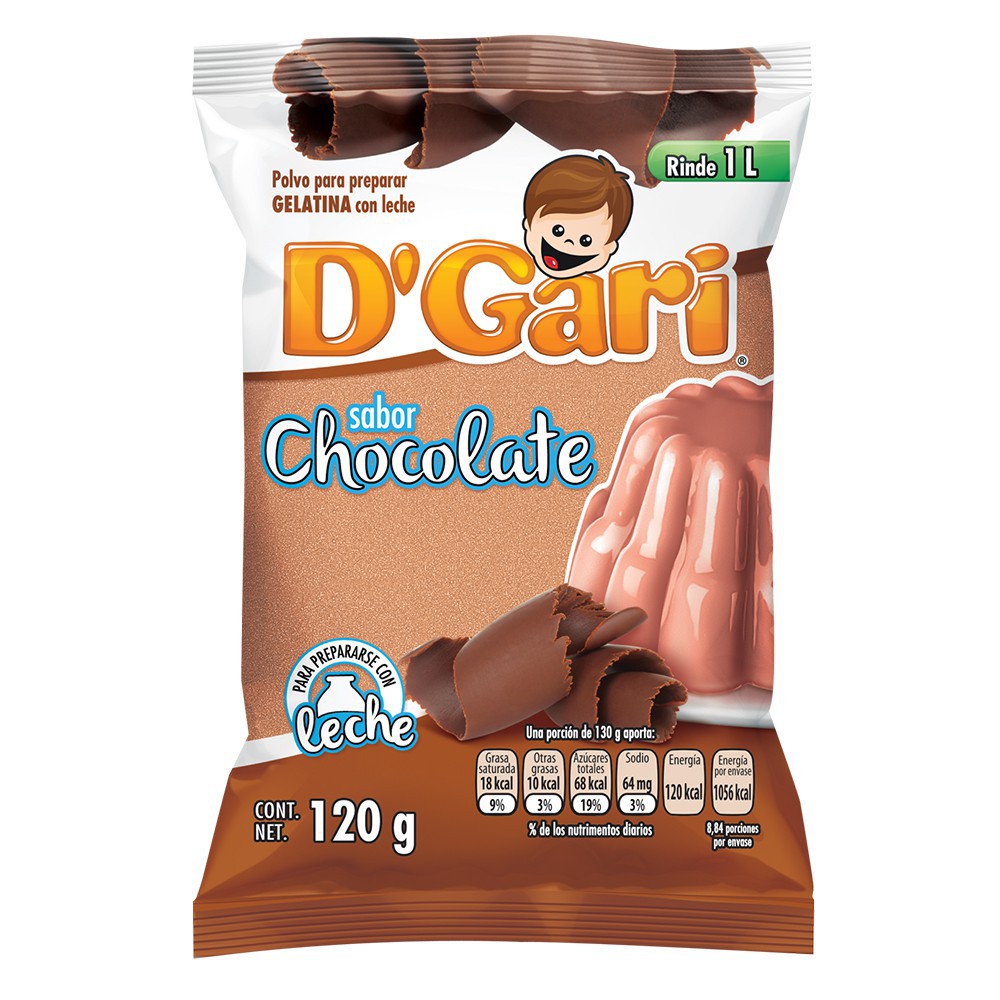 Rinde 1 L
Polvo para preparar
GELATINA con leche
D'Gari®
sabor
Chocolate
PARA PREPARARSE CON
leche
CONT.
NET. 120 g
Una porción de 130 g aporta:
Grasa saturada 18 kcal 9%
Otras grasas 10 kcal 3%
Azúcares totales 68 kcal 19%
Sodio 64 mg 3%
Energía 120 kcal
Energía por envase 1056 kcal
% de los nutrimentos diarios
8,84 porciones
por envase